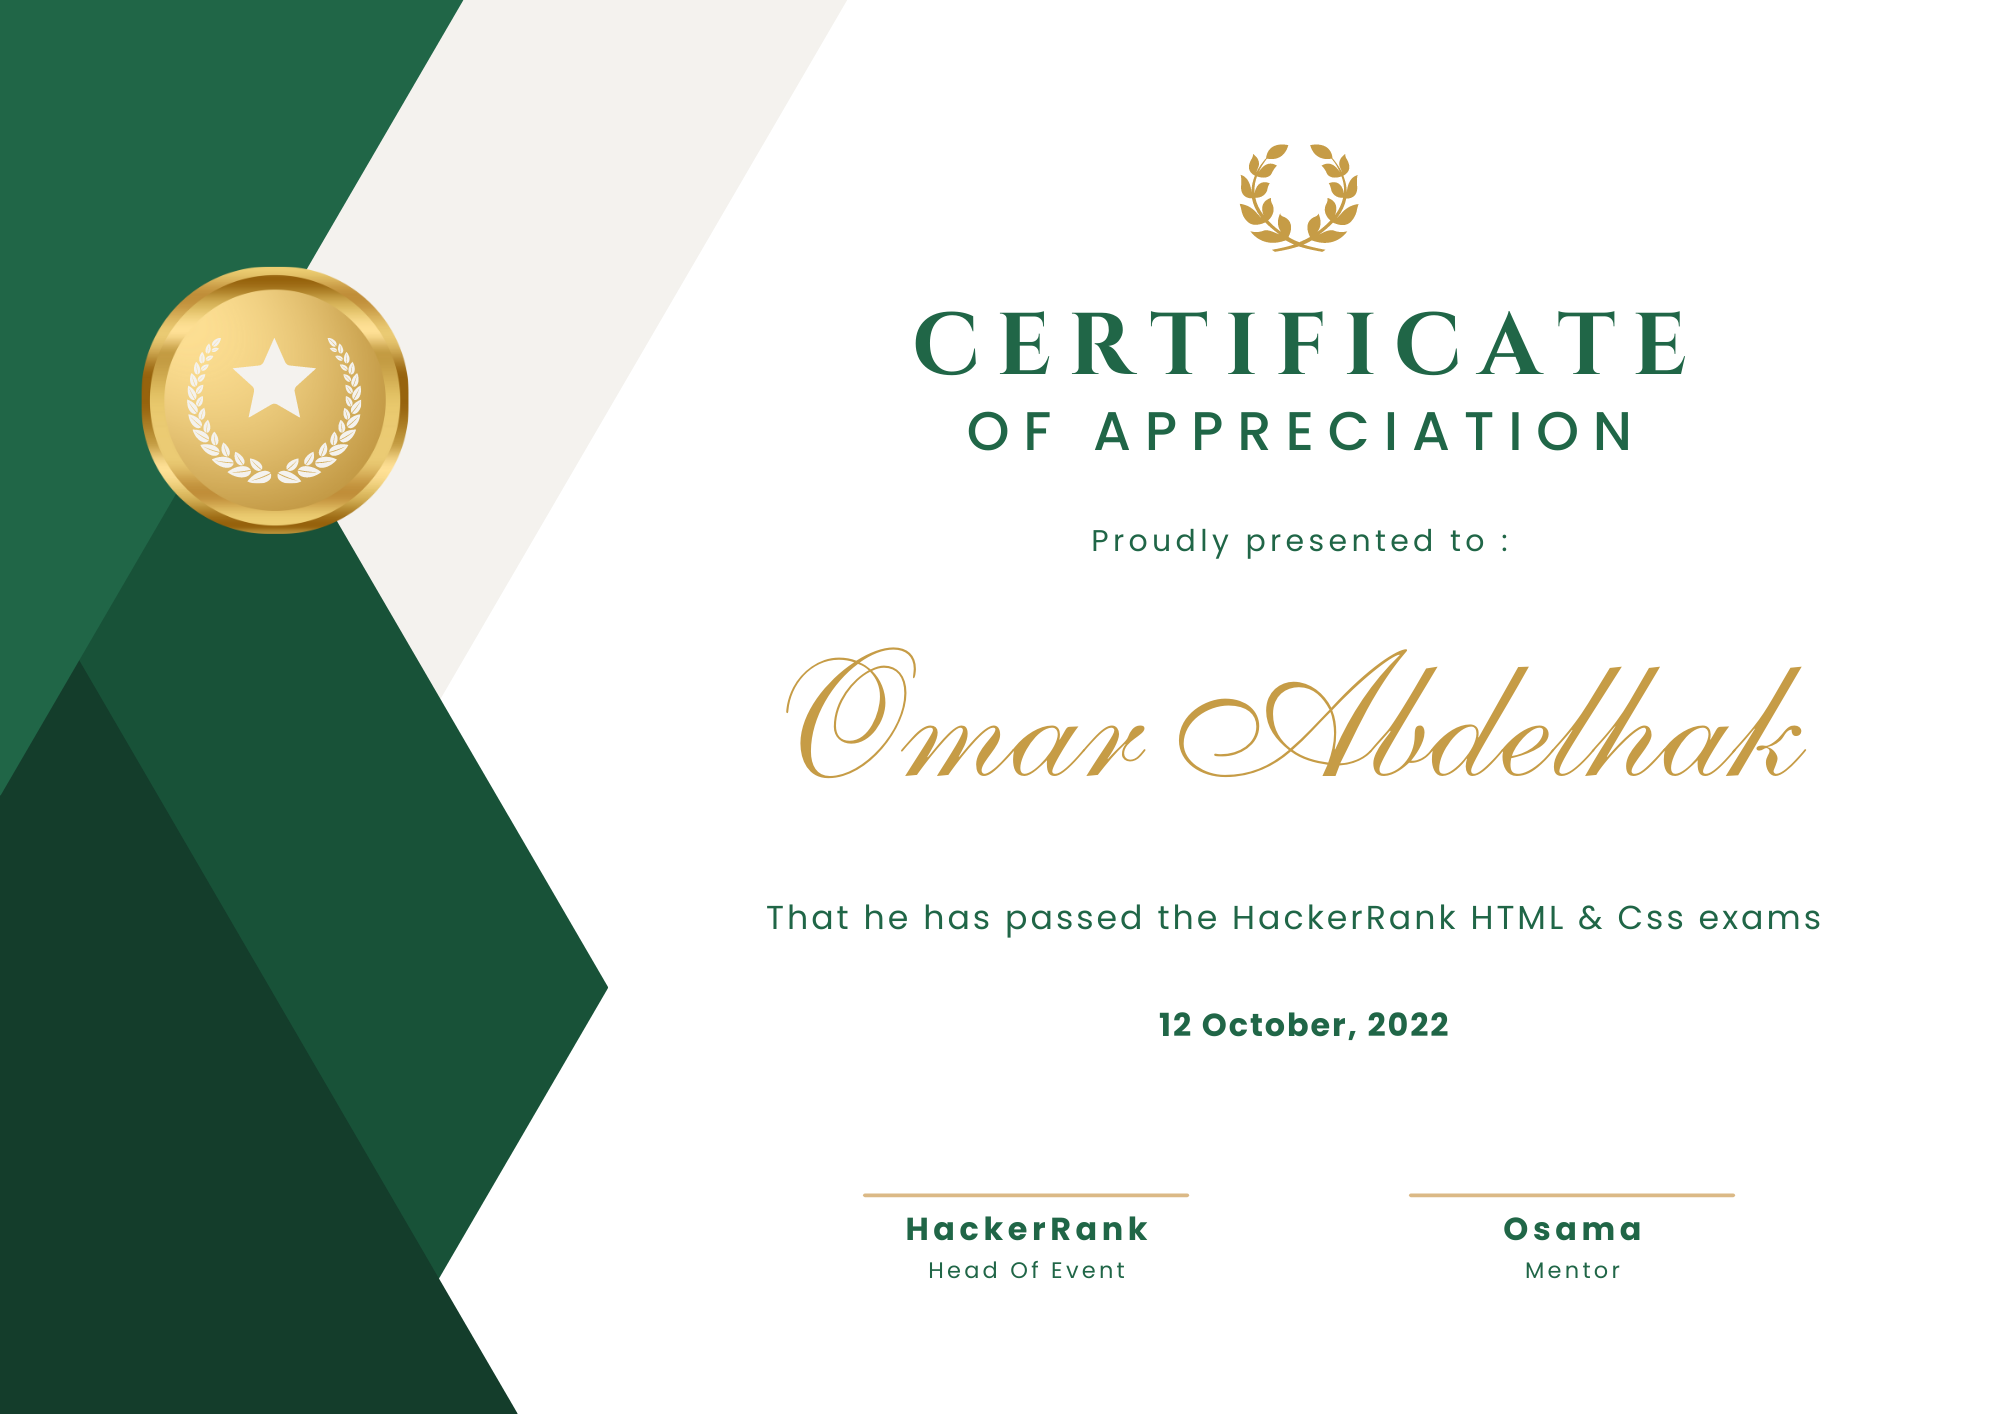 CERTIFICATE
OF APPRECIATION
Proudly presented to :
Omar Abdelhak
That he has passed the HackerRank HTML & Css exams
12 October, 2022
HackerRank
Head Of Event
Osama
Mentor